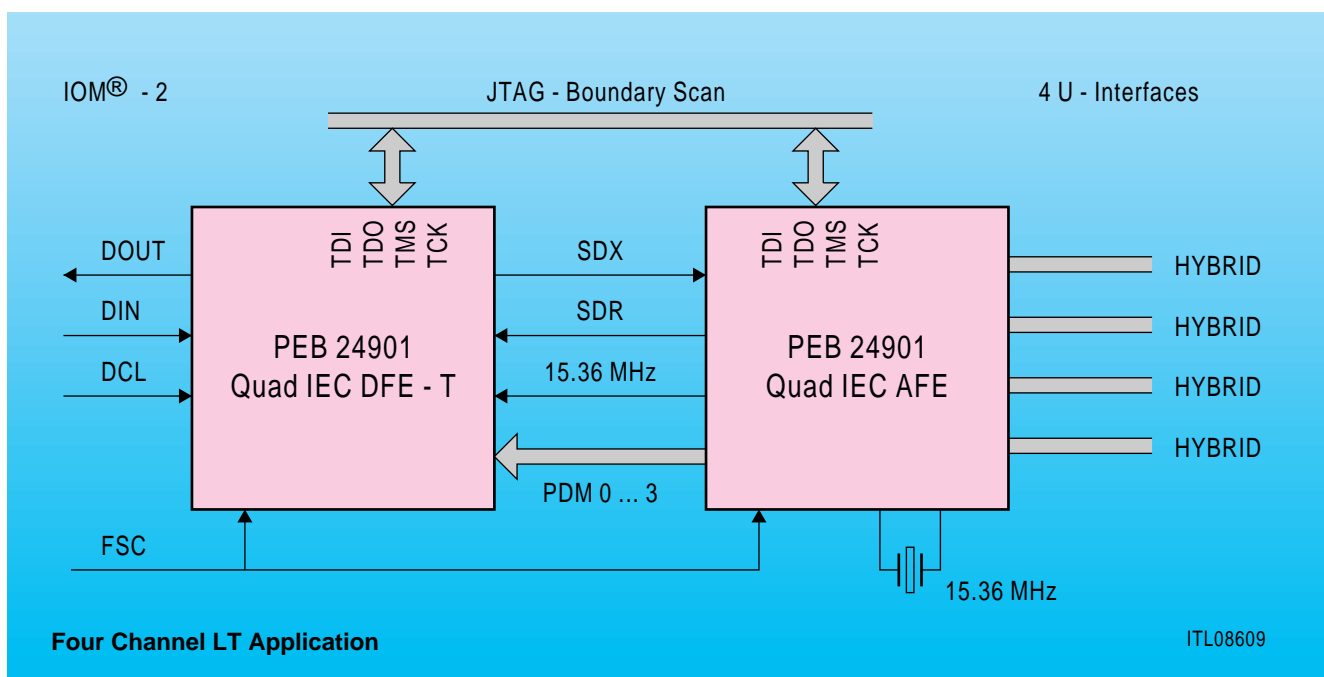 IOM® - 2
JTAG - Boundary Scan
4 U - Interfaces
TDI
TDO
TMS
TCK
TDI
TDO
TMS
TCK
DOUT
SDX
HYBRID
DIN
SDR
HYBRID
PEB 24901
Quad IEC DFE - T
PEB 24901
Quad IEC AFE
DCL
15.36 MHz
HYBRID
HYBRID
PDM 0 ... 3
FSC
15.36 MHz
Four Channel LT Application
ITL08609